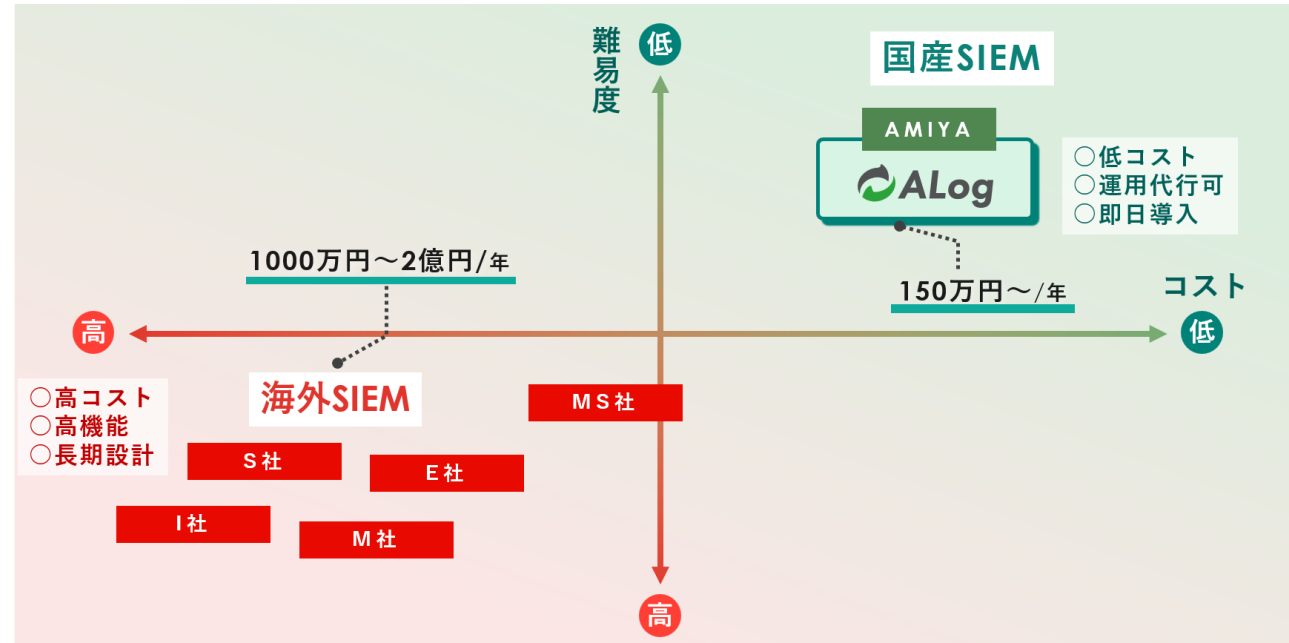 難易度
低
国産SIEM
AMIYA
ALog
○低コスト
○運用代行可
○即日導入
1000万円～2億円/年
150万円～/年
コスト
高
低
海外SIEM
○高コスト
○高機能
○長期設計
MS社
S社
E社
I社
M社
高